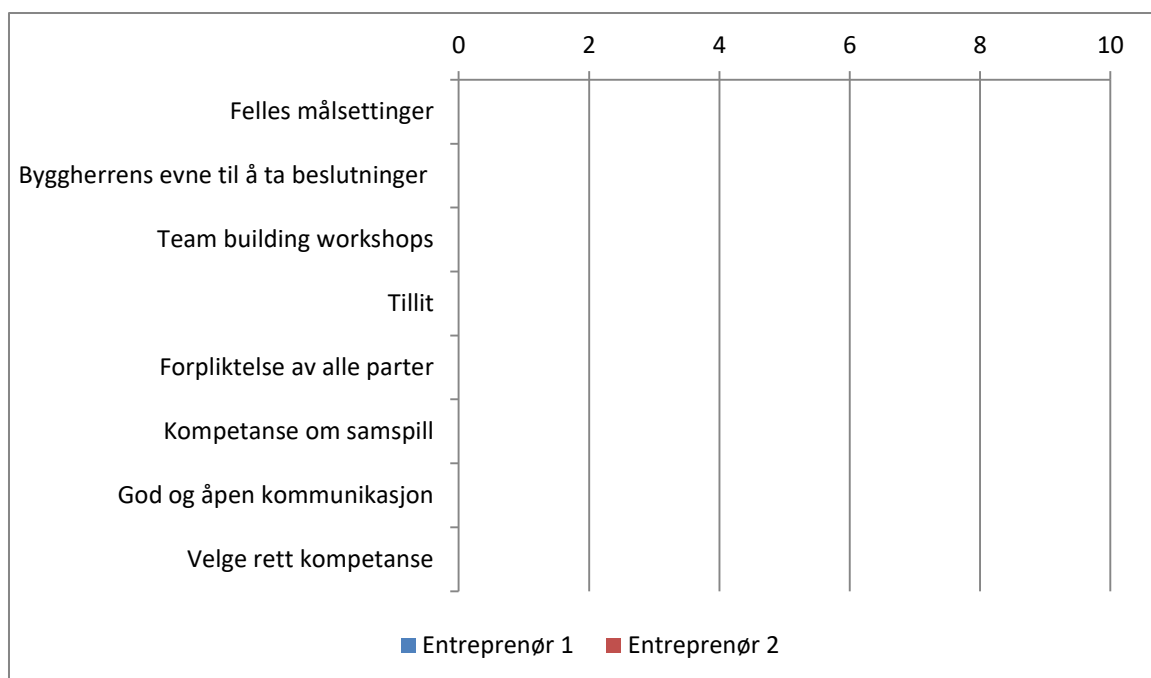 0 2 4 6 8 10
Felles målsettinger
Byggherrens evne til å ta beslutninger
Team building workshops
Tillit
Forpliktelse av alle parter
Kompetanse om samspill
God og åpen kommunikasjon
Velge rett kompetanse
Entreprenør 1 Entreprenør 2